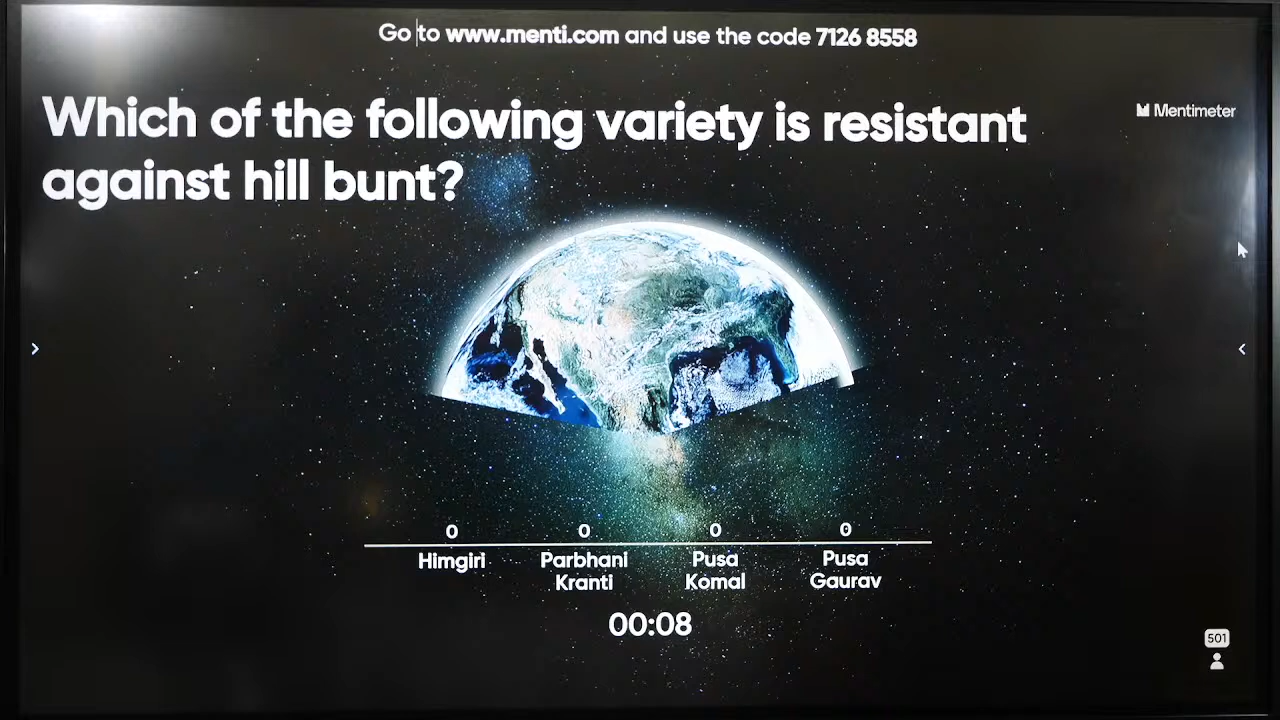 Go to www.menti.com and use the code 7126 8558
Which of the following variety is resistant
against hill bunt?
Mentimeter
0 0 0 0
Himgiri Parbhani Pusa Pusa
Kranti Komal Gaurav
00:08
501